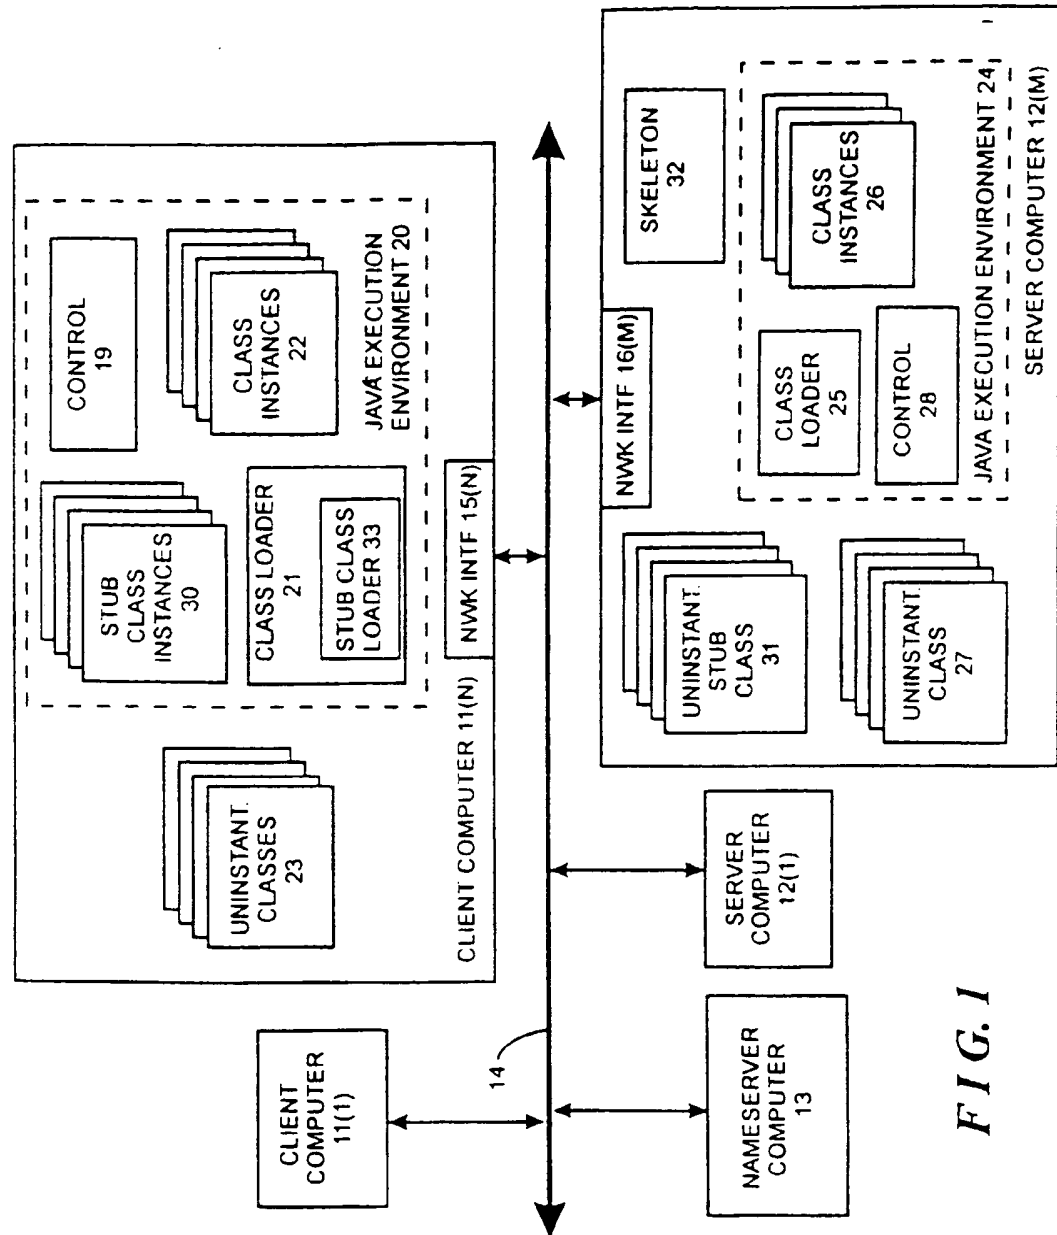 CLIENT
COMPUTER
11(1)
UNINSTANT.
CLASSES
23
STUB
CLASS
INSTANCES
30
CONTROL
19
CLASS LOADER
21
STUB CLASS
LOADER 33
CLASS
INSTANCES
22
JAVA EXECUTION
ENVIRONMENT 20
CLIENT COMPUTER 11(N)
NWK INTF 15(N)
14
NAMESERVER
COMPUTER
13
SERVER
COMPUTER
12(1)
NWK INTF 16(M)
SKELETON
32
UNINSTANT.
STUB
CLASS
31
UNINSTANT.
CLASS
27
CLASS
LOADER
25
CONTROL
28
CLASS
INSTANCES
26
JAVA EXECUTION ENVIRONMENT 24
SERVER COMPUTER 12(M)
FIG. 1